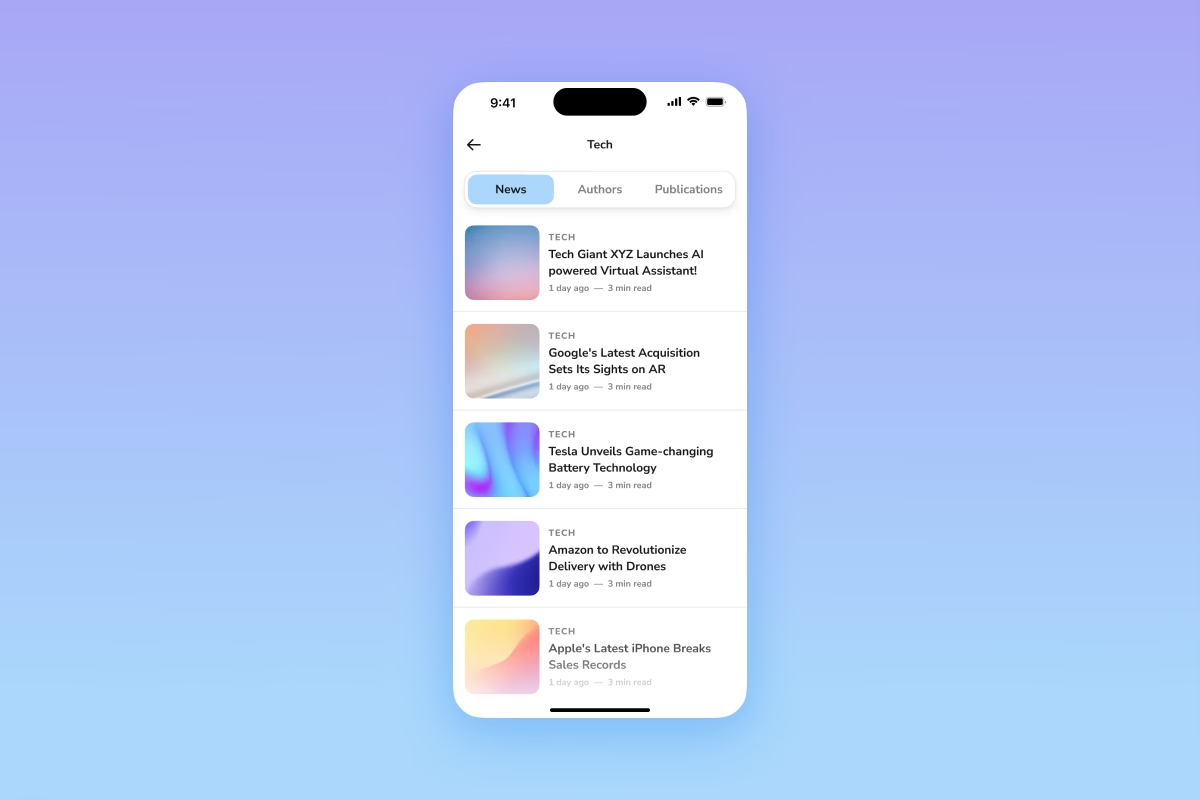 9:41
Tech
News Authors Publications
TECH
Tech Giant XYZ Launches AI
powered Virtual Assistant!
1 day ago — 3 min read
TECH
Google's Latest Acquisition
Sets Its Sights on AR
1 day ago — 3 min read
TECH
Tesla Unveils Game-changing
Battery Technology
1 day ago — 3 min read
TECH
Amazon to Revolutionize
Delivery with Drones
1 day ago — 3 min read
TECH
Apple's Latest iPhone Breaks
Sales Records
1 day ago — 3 min read